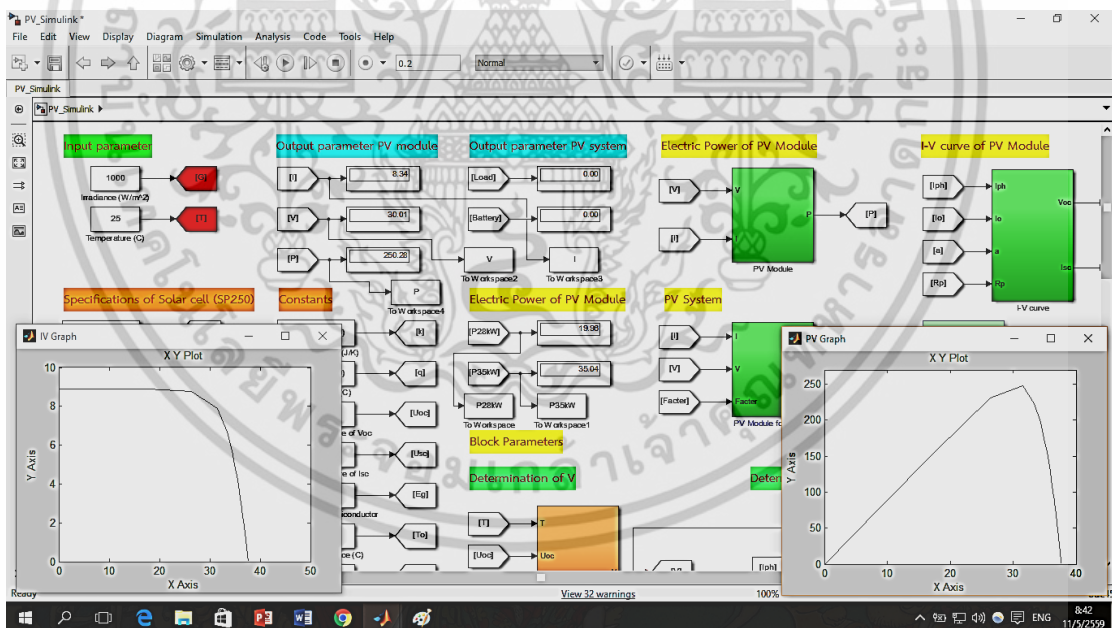 PV_Simulink *
File Edit View Display Diagram Simulation Analysis Code Tools Help
0.2 Normal
PV_Simulink
PV_Simulink
Input parameter
Output parameter PV module
Output parameter PV system
Electric Power of PV Module
I-V curve of PV Module
1000
[G]
Irradiance (W/m^2)
25
[T]
Temperature (C)
[I]
8.34
[V]
30.01
[P]
250.28
P
To Workspace4
[Load]
0.00
[Battery]
0.00
V
To Workspace2
I
To Workspace3
[V]
V
[I]
I
P
[P]
PV Module
[Iph]
Iph
[Io]
Io
[a]
a
[Rp]
Rp
Voc
Isc
I-V curve
Specifications of Solar cell (SP250)
Constants
Electric Power of PV Module
PV System
[k]
(J/K)
[q]
C)
[Uoc]
e of Voc
[Usc]
e of Isc
[Eg]
conductor
[To]
ce (C)
[P28kW]
19.98
[P35kW]
35.04
P28kW
To Workspace
P35kW
To Workspace1
Block Parameters
Determination of V
[T]
T
[Uoc]
Uoc
[I]
I
[V]
V
[Facter]
Facter
PV Module fo
Deter
[Iph]
IV Graph
X Y Plot
10
8
6
4
2
0
Y Axis
0 10 20 30 40 50
X Axis
PV Graph
X Y Plot
250
200
150
100
50
0
Y Axis
0 10 20 30 40
X Axis
Ready
View 32 warnings
100%
ENG
8:42
11/5/2559